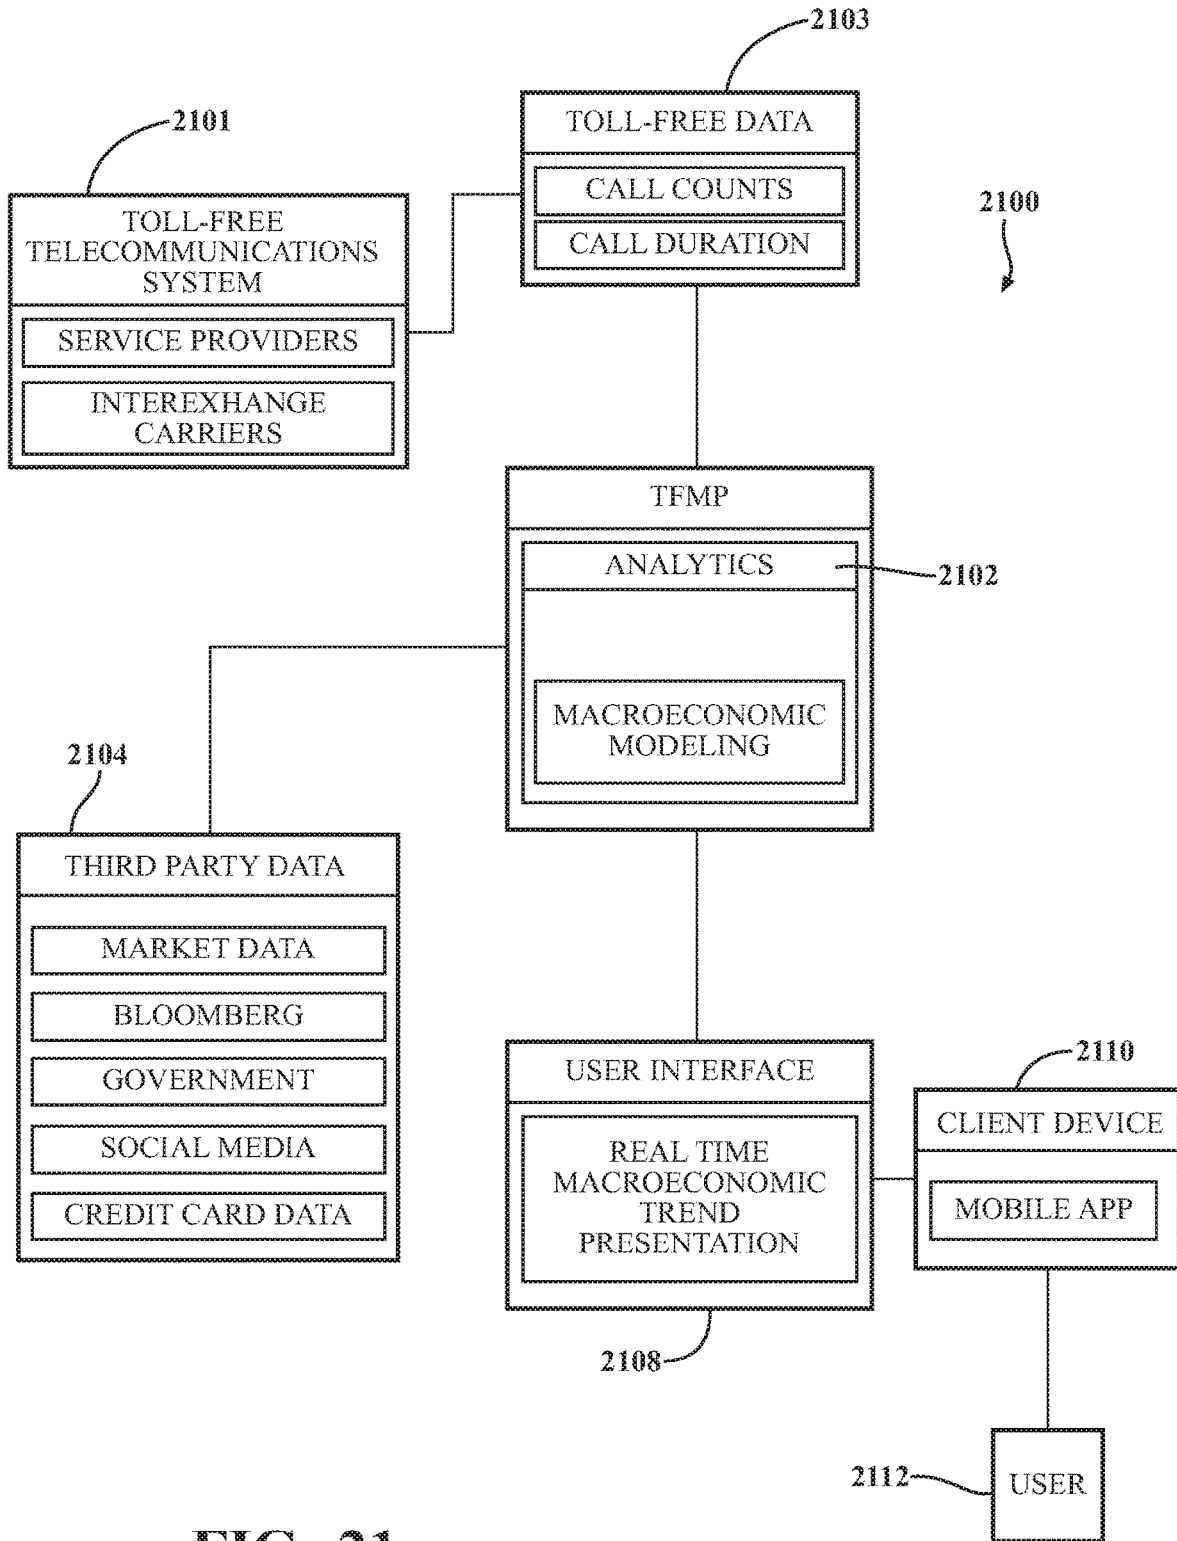 2103
TOLL-FREE DATA
CALL COUNTS
CALL DURATION
2101
TOLL-FREE
TELECOMMUNICATIONS
SYSTEM
SERVICE PROVIDERS
INTEREXHANGE
CARRIERS
2100
TFMP
ANALYTICS
2102
MACROECONOMIC
MODELING
2104
THIRD PARTY DATA
MARKET DATA
BLOOMBERG
GOVERNMENT
SOCIAL MEDIA
CREDIT CARD DATA
USER INTERFACE
REAL TIME
MACROECONOMIC
TREND
PRESENTATION
2108
2110
CLIENT DEVICE
MOBILE APP
2112
USER
FIG. 21